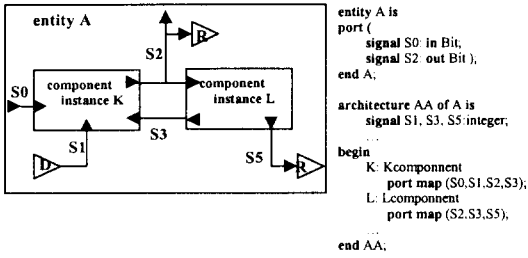 entity A
S0
S2
R
component
instance K
component
instance L
S1
S3
S5
D
R
entity A is
port (
signal S0: in Bit;
signal S2: out Bit ),
end A;
architecture AA of A is
signal S1, S3, S5:integer;
...
begin
K: Kcomponnent
port map (S0,S1,S2,S3);
L: Lcomponnent
port map (S2,S3,S5);
...
end AA;